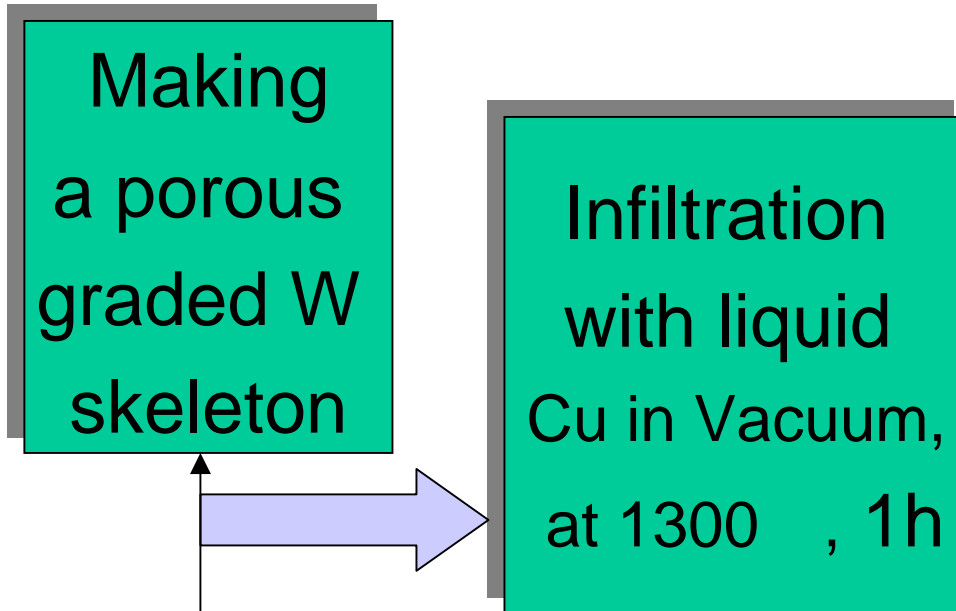 Making
a porous
graded W
skeleton
Infiltration
with liquid
Cu in Vacuum,
at 1300 , 1h